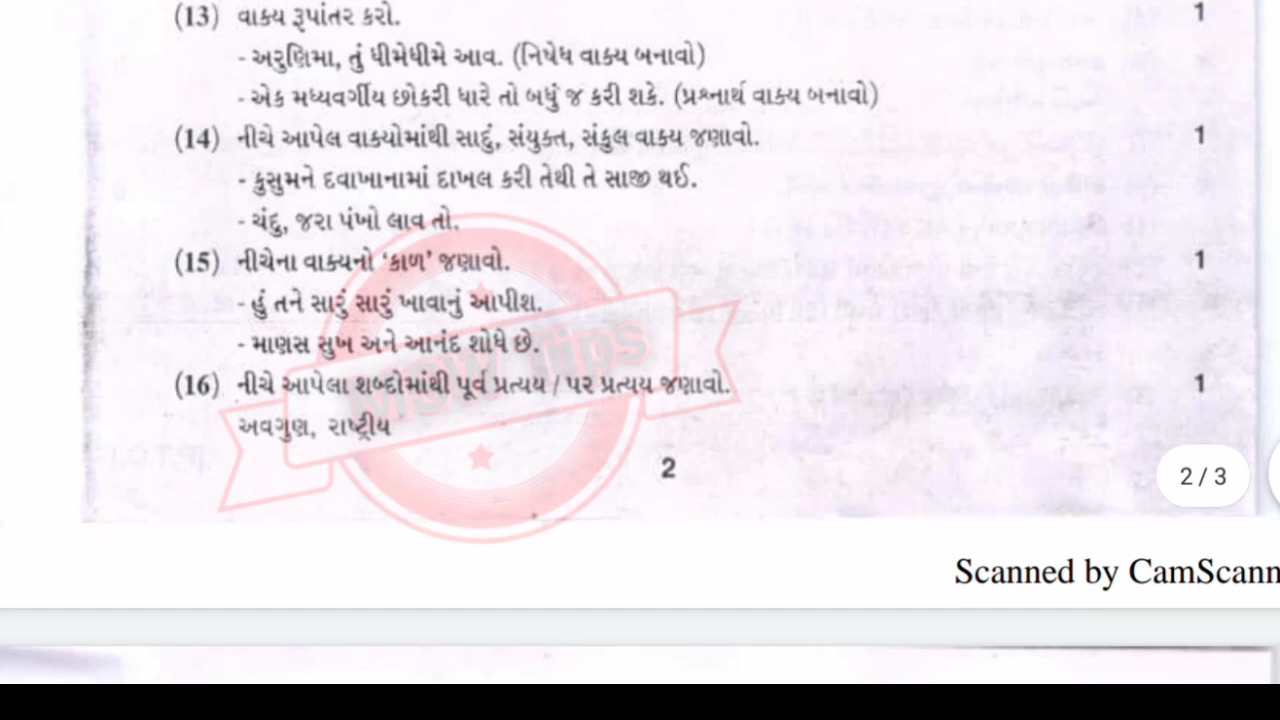 (13) વાક્ય રૂપાંતર કરો. 1
- અરુણિમા, તું ધીમેધીમે આવ. (નિષેધ વાક્ય બનાવો)
- એક મધ્યવર્ગીય છોકરી ધારે તો બધું જ કરી શકે. (પ્રશ્નાર્થ વાક્ય બનાવો)
(14) નીચે આપેલ વાક્યોમાંથી સાદું, સંયુક્ત, સંકુલ વાક્ય જણાવો. 1
- કુસુમને દવાખાનામાં દાખલ કરી તેથી તે સાજી થઈ.
- ચંદુ, જરા પંખો લાવ તો.
(15) નીચેના વાક્યનો ‘કાળ’ જણાવો. 1
- હું તને સારું સારું ખાવાનું આપીશ.
- માણસ સુખ અને આનંદ શોધે છે.
(16) નીચે આપેલા શબ્દોમાંથી પૂર્વ પ્રત્યય / પર પ્રત્યય જણાવો. 1
અવગુણ, રાષ્ટ્રીય
2
2 / 3
Scanned by CamScann